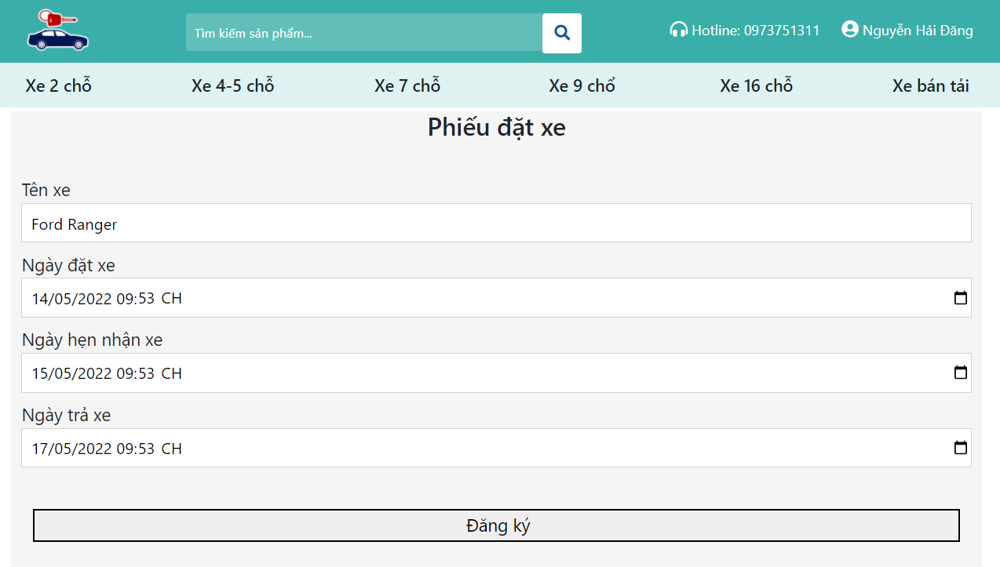 Tìm kiếm sản phẩm...
Hotline: 0973751311
Nguyễn Hải Đăng
Xe 2 chỗ
Xe 4-5 chỗ
Xe 7 chỗ
Xe 9 chổ
Xe 16 chỗ
Xe bán tải
Phiếu đặt xe
Tên xe
Ford Ranger
Ngày đặt xe
14/05/2022 09:53 CH
Ngày hẹn nhận xe
15/05/2022 09:53 CH
Ngày trả xe
17/05/2022 09:53 CH
Đăng ký